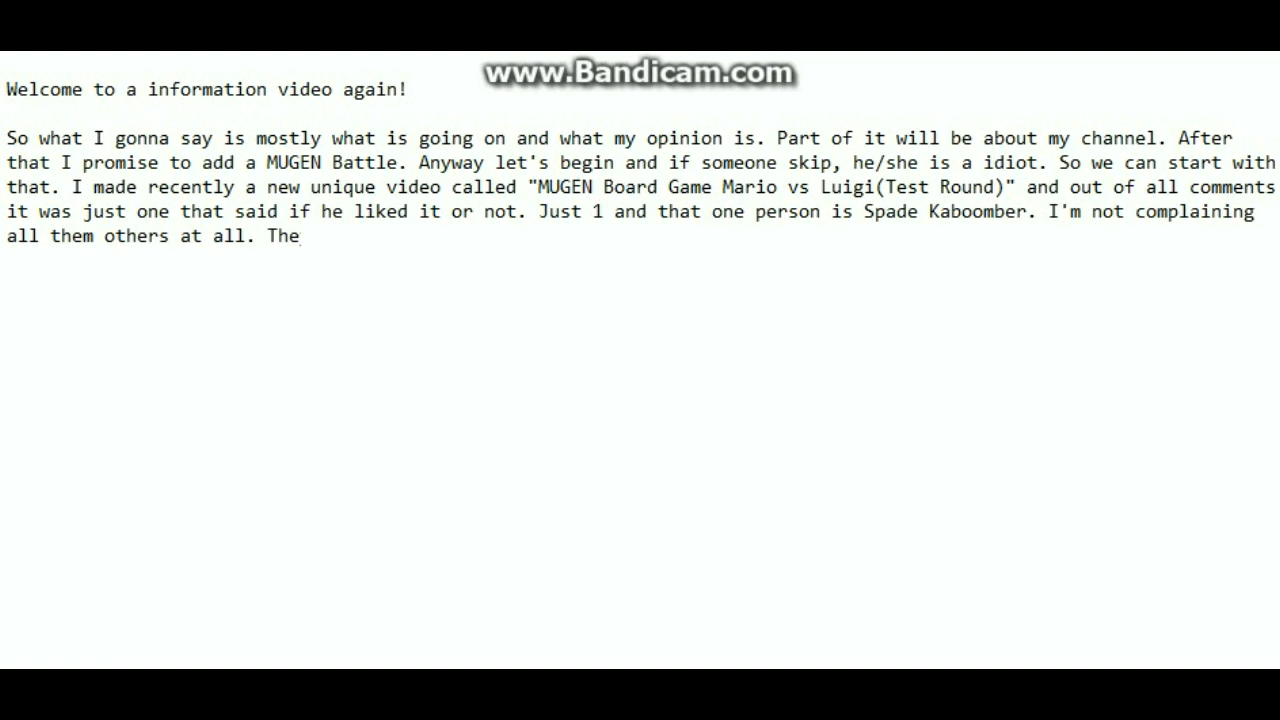 www.Bandicam.com
Welcome to a information video again!
So what I gonna say is mostly what is going on and what my opinion is. Part of it will be about my channel. After
that I promise to add a MUGEN Battle. Anyway let's begin and if someone skip, he/she is a idiot. So we can start with
that. I made recently a new unique video called "MUGEN Board Game Mario vs Luigi(Test Round)" and out of all comments
it was just one that said if he liked it or not. Just 1 and that one person is Spade Kaboomber. I'm not complaining
all them others at all. The